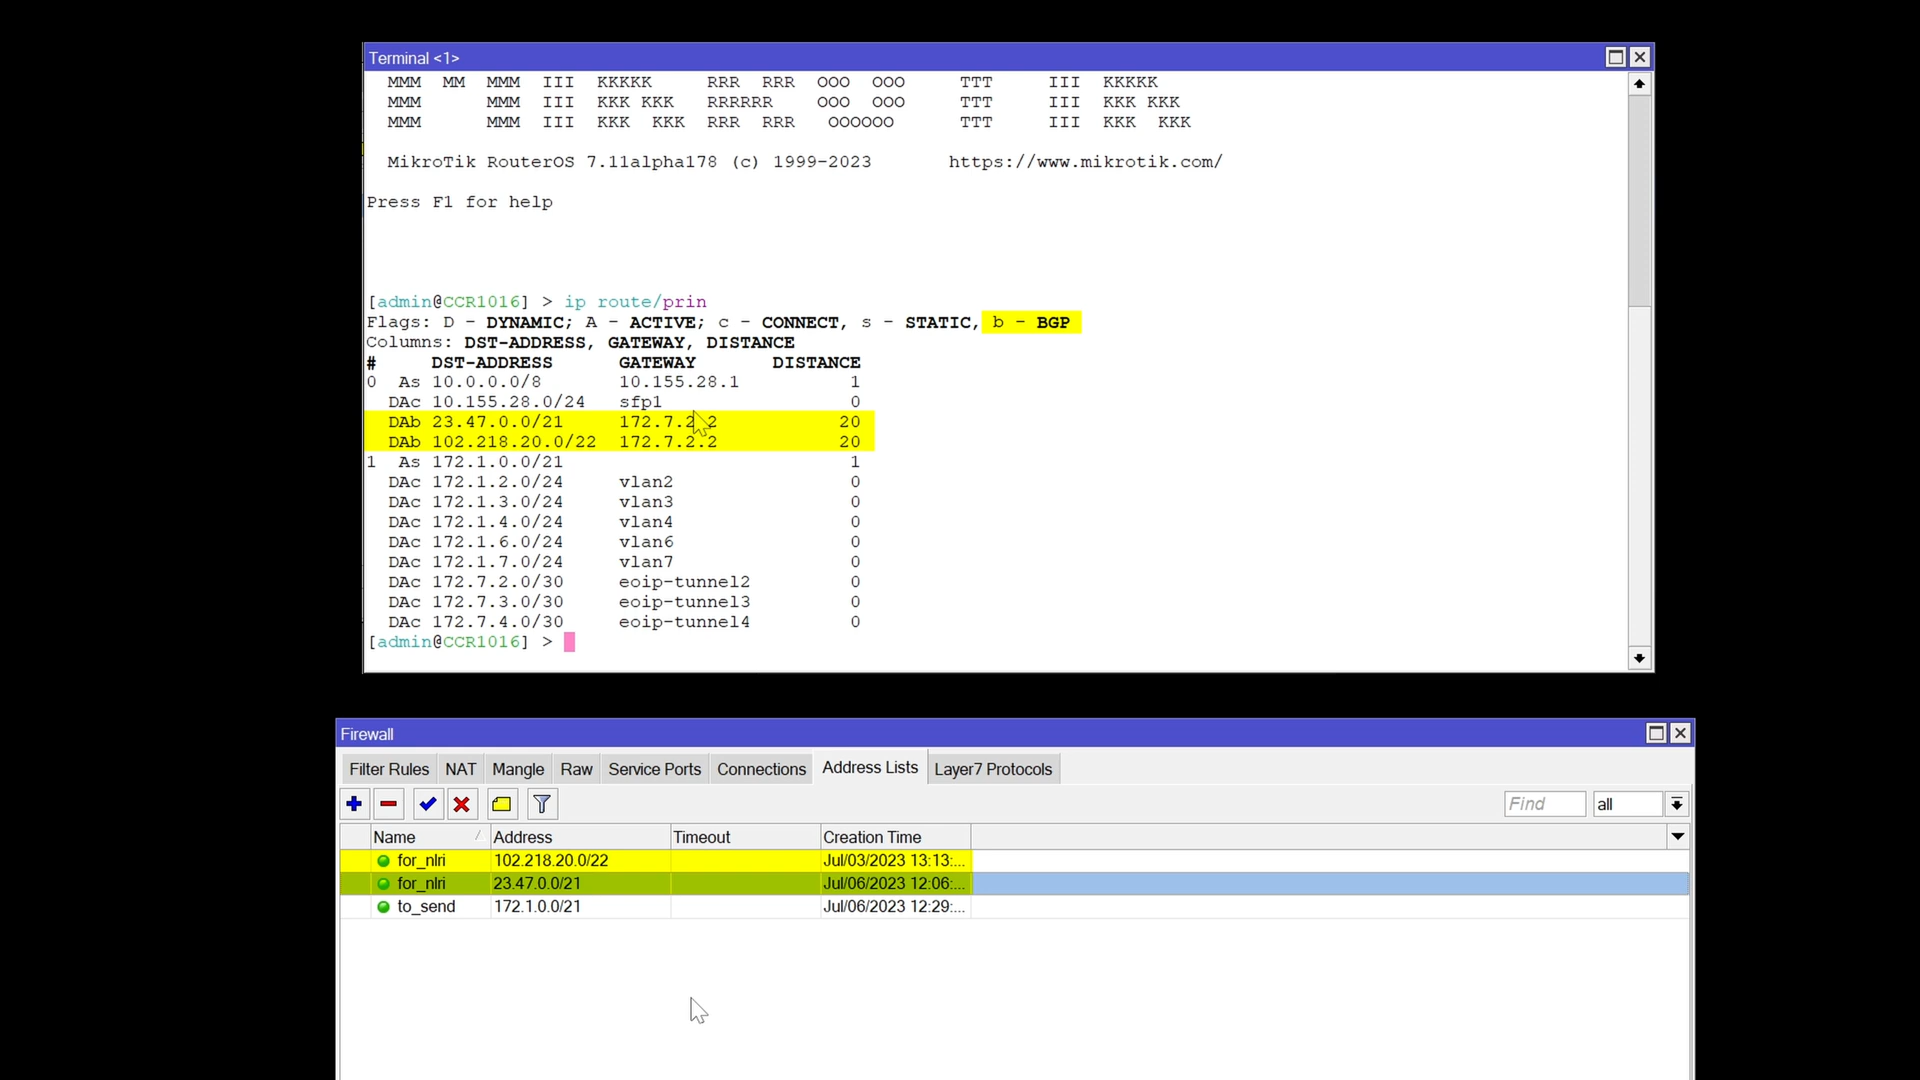 Terminal <1>
MMM MM MMM III KKKKK RRR RRR OOO OOO TTT III KKKKK
MMM MMM III KKK KKK RRRRRR OOO OOO TTT III KKK KKK
MMM MMM III KKK KKK RRR RRR OOOOOO TTT III KKK KKK
MikroTik RouterOS 7.11alpha178 (c) 1999-2023 https://www.mikrotik.com/
Press F1 for help
[admin@CCR1016] > ip route/prin
Flags: D - DYNAMIC; A - ACTIVE; c - CONNECT, s - STATIC, b - BGP
Columns: DST-ADDRESS, GATEWAY, DISTANCE
# DST-ADDRESS GATEWAY DISTANCE
0 As 10.0.0.0/8 10.155.28.1 1
DAc 10.155.28.0/24 sfp1 0
DAb 23.47.0.0/21 172.7.2.2 20
DAb 102.218.20.0/22 172.7.2.2 20
1 As 172.1.0.0/21 1
DAc 172.1.2.0/24 vlan2 0
DAc 172.1.3.0/24 vlan3 0
DAc 172.1.4.0/24 vlan4 0
DAc 172.1.6.0/24 vlan6 0
DAc 172.1.7.0/24 vlan7 0
DAc 172.7.2.0/30 eoip-tunnel2 0
DAc 172.7.3.0/30 eoip-tunnel3 0
DAc 172.7.4.0/30 eoip-tunnel4 0
[admin@CCR1016] >
Firewall
Filter Rules NAT Mangle Raw Service Ports Connections Address Lists Layer7 Protocols
Find all
Name Address Timeout Creation Time
for_nlri 102.218.20.0/22 Jul/03/2023 13:13:...
for_nlri 23.47.0.0/21 Jul/06/2023 12:06:...
to_send 172.1.0.0/21 Jul/06/2023 12:29:...